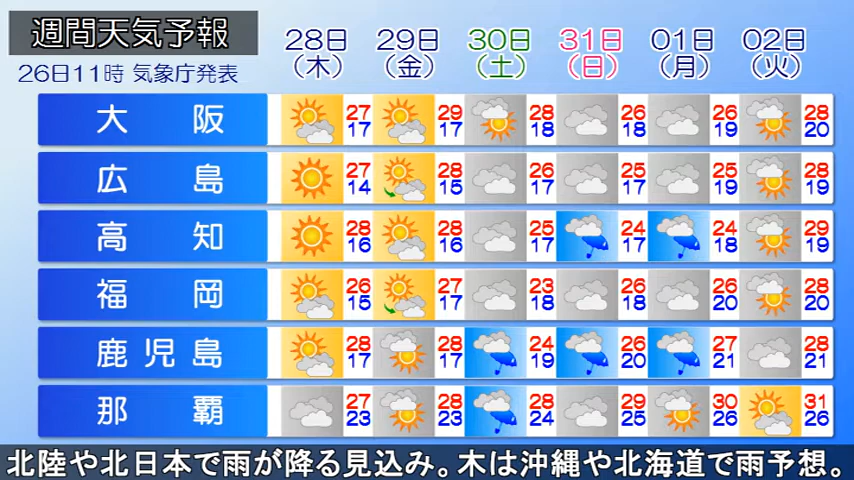 週間天気予報
26日11時 気象庁発表
28日 29日 30日 31日 01日 02日
(木) (金) (土) (日) (月) (火)
大阪 27 17 29 17 28 18 26 18 26 19 28 20
広島 27 14 28 15 26 17 25 17 25 19 28 19
高知 28 16 28 16 25 17 24 17 24 18 29 19
福岡 26 15 27 17 23 18 26 18 26 20 28 20
鹿児島 28 17 28 17 24 19 26 20 27 21 28 21
那覇 27 23 28 23 28 24 29 25 30 26 31 26
北陸や北日本で雨が降る見込み。木は沖縄や北海道で雨予想。